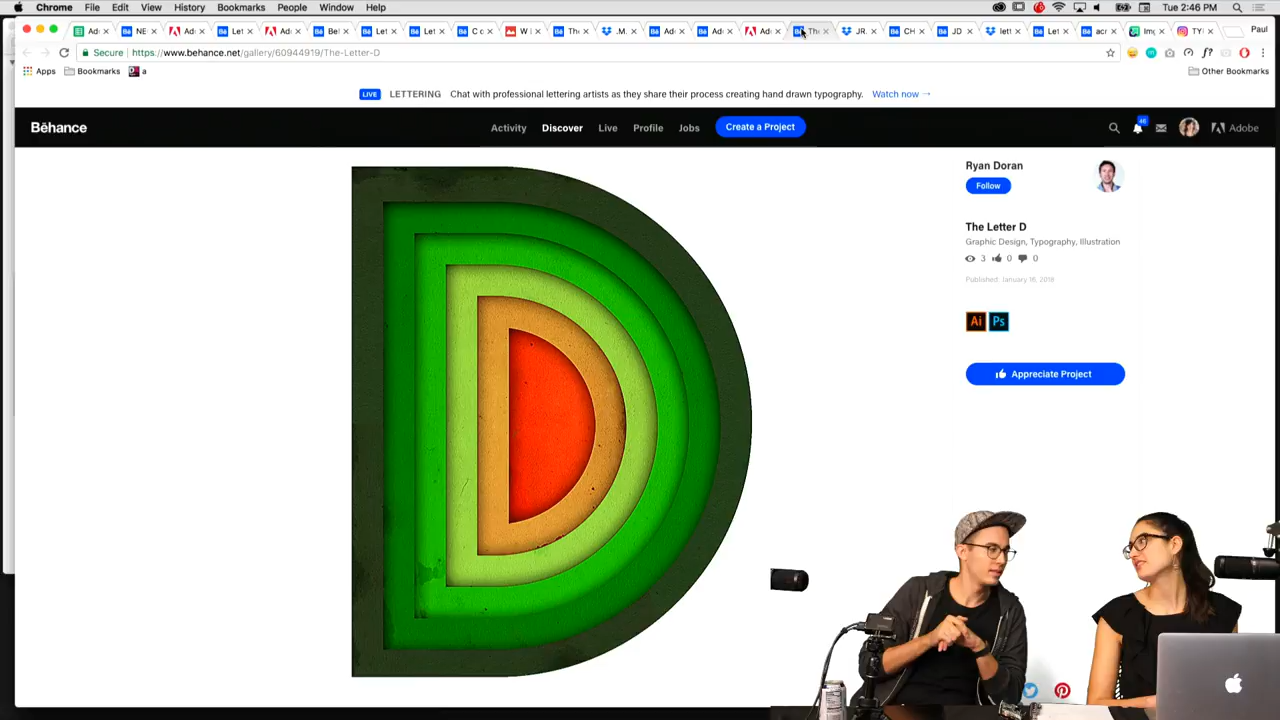 Chrome File Edit View History Bookmarks People Window Help Tue 2:46 PM
Paul
Secure https://www.behance.net/gallery/60944919/The-Letter-D
Apps Bookmarks a Other Bookmarks
LIVE LETTERING Chat with professional lettering artists as they share their process creating hand drawn typography. Watch now →
Bēhance Activity Discover Live Profile Jobs Create a Project 46 Adobe
Ryan Doran
Follow
The Letter D
Graphic Design, Typography, Illustration
3 0 0
Published: January 16, 2018
Ai Ps
Appreciate Project
D